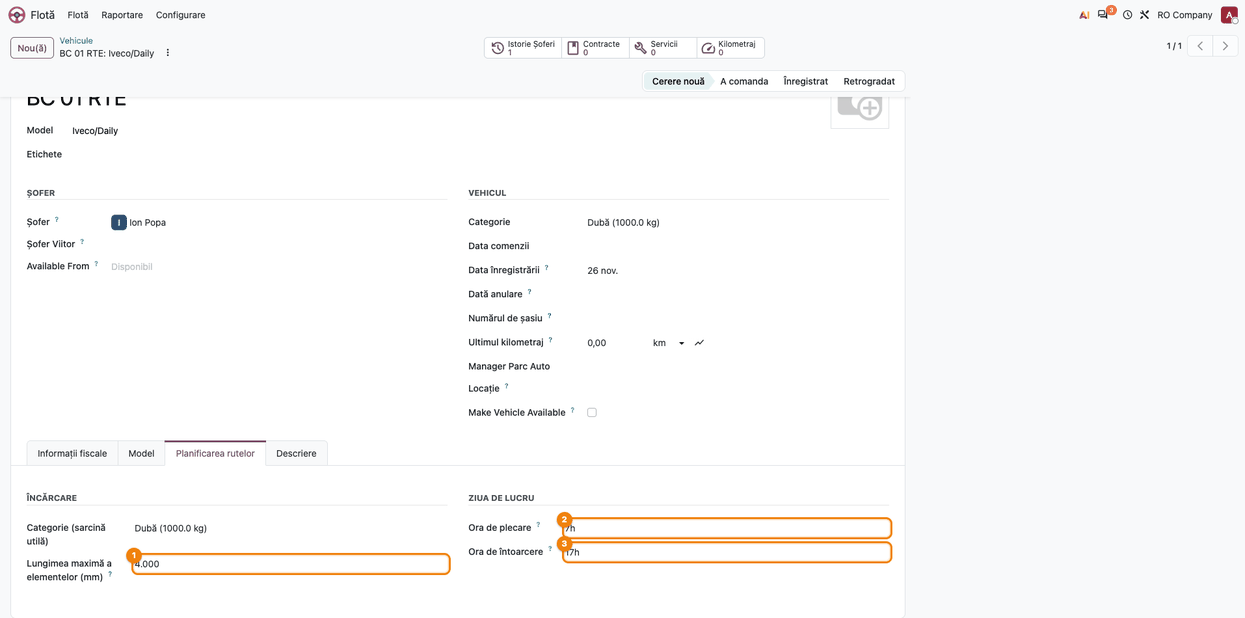 Flotă Flotă Raportare Configurare
AI 3 RO Company A
Nou(ă)
Vehicule
BC 01 RTE: Iveco/Daily
Istorie Șoferi
1
Contracte
0
Servicii
0
Kilometraj
0
1 / 1
Cerere nouă A comanda Înregistrat Retrogradat
BC 01 RTE
Model Iveco/Daily
Etichete
ȘOFER
Șofer ? I Ion Popa
Șofer Viitor ?
Available From ? Disponibil
VEHICUL
Categorie Dubă (1000.0 kg)
Data comenzii
Data înregistrării ? 26 nov.
Dată anulare ?
Numărul de șasiu ?
Ultimul kilometraj ? 0,00 km
Manager Parc Auto
Locație ?
Make Vehicle Available ?
Informații fiscale Model Planificarea rutelor Descriere
ÎNCĂRCARE
Categorie (sarcină
utilă) Dubă (1000.0 kg)
1
Lungimea maximă a
elementelor (mm) ? 4.000
ZIUA DE LUCRU
2
Ora de plecare ? 7h
3
Ora de întoarcere ? 17h